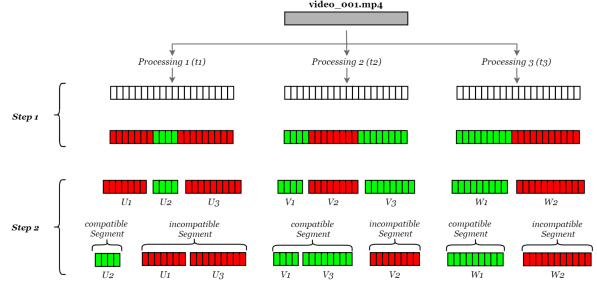 video_001.mp4
Processing 1 (t1) Processing 2 (t2) Processing 3 (t3)
Step 1
U1 U2 U3 V1 V2 V3 W1 W2
Step 2
compatible Segment incompatible Segment compatible Segment incompatible Segment compatible Segment incompatible Segment
U2 U1 U3 V1 V3 V2 W1 W2